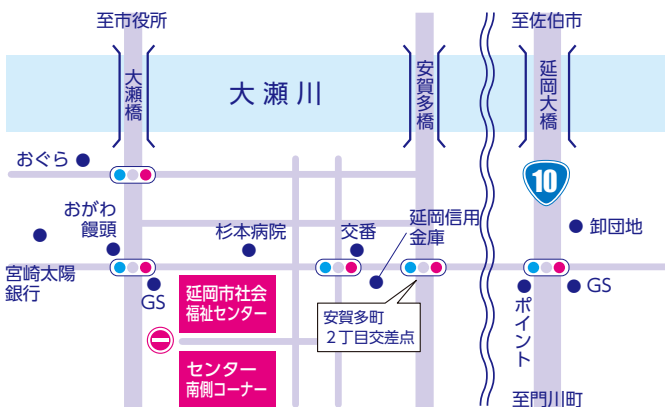 至市役所
至佐伯市
大瀬橋
大瀬川
安賀多橋
延岡大橋
おぐら
10
おがわ
饅頭
杉本病院
交番
延岡信用
金庫
卸団地
宮崎太陽
銀行
GS
延岡市社会
福祉センター
安賀多町
２丁目交差点
ポイント
GS
センター
南側コーナー
至門川町